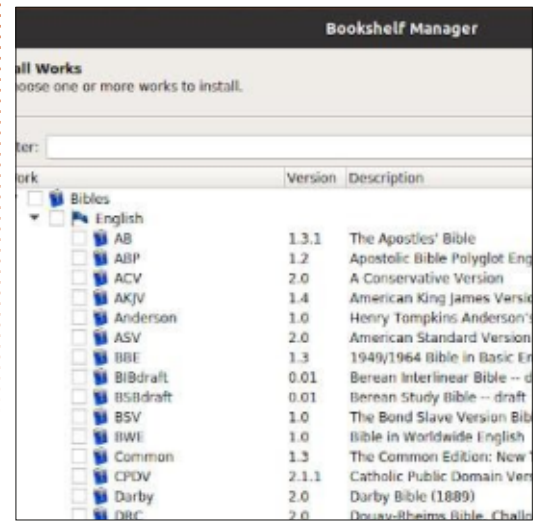 Bookshelf Manager
all Works
oose one or more works to install.
ter:
ork Version Description
Bibles
English
AB 1.3.1 The Apostles' Bible
ABP 1.2 Apostolic Bible Polyglot Eng
ACV 2.0 A Conservative Version
AKJV 1.4 American King James Versio
Anderson 1.0 Henry Tompkins Anderson's
ASV 2.0 American Standard Version
BBE 1.3 1949/1964 Bible in Basic En
BIBdraft 0.01 Berean Interlinear Bible -- d
BSBdraft 0.01 Berean Study Bible -- draft
BSV 1.0 The Bond Slave Version Bib
BWE 1.0 Bible in Worldwide English
Common 1.3 The Common Edition: New T
CPDV 2.1.1 Catholic Public Domain Vers
Darby 2.0 Darby Bible (1889)
DRC 2.0 Douay-Rheims Bible, Challo